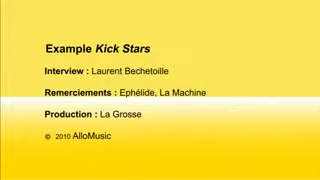 Example Kick Stars
Interview : Laurent Bechetoille
Remerciements : Ephélide, La Machine
Production : La Grosse
© 2010 AlloMusic